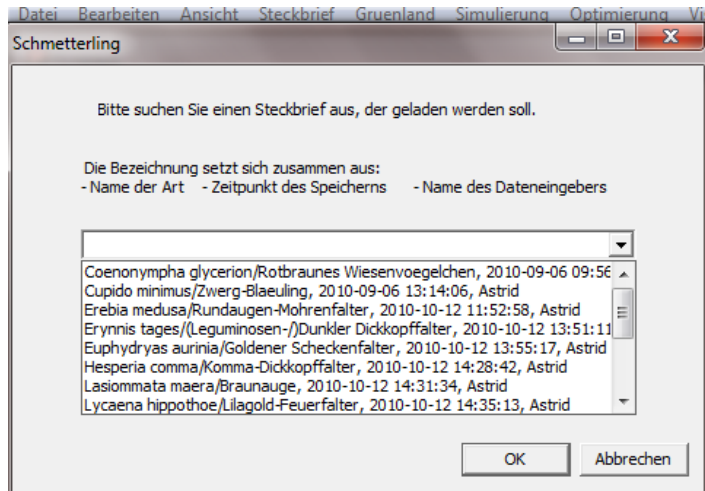 Datei Bearbeiten Ansicht Steckbrief Gruenland Simulierung Optimierung Vi
Schmetterling
Bitte suchen Sie einen Steckbrief aus, der geladen werden soll.
Die Bezeichnung setzt sich zusammen aus:
- Name der Art - Zeitpunkt des Speicherns - Name des Dateneingebers
Coenonympha glycerion/Rotbraunes Wiesenvoegelchen, 2010-09-06 09:56
Cupido minimus/Zwerg-Blaeuling, 2010-09-06 13:14:06, Astrid
Erebia medusa/Rundaugen-Mohrenfalter, 2010-10-12 11:52:58, Astrid
Erynnis tages/(Leguminosen-/)Dunkler Dickkopffalter, 2010-10-12 13:51:11
Euphydryas aurinia/Goldener Scheckenfalter, 2010-10-12 13:55:17, Astrid
Hesperia comma/Komma-Dickkopffalter, 2010-10-12 14:28:42, Astrid
Lasiommata maera/Braunauge, 2010-10-12 14:31:34, Astrid
Lycaena hippothoe/Lilagold-Feuerfalter, 2010-10-12 14:35:13, Astrid
OK Abbrechen